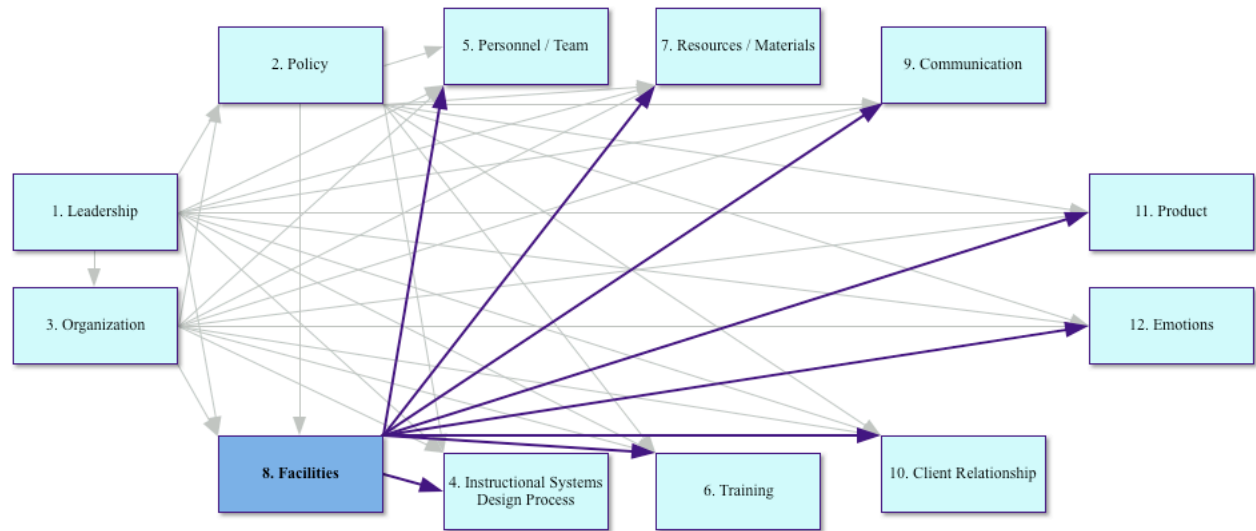 5. Personnel / Team
7. Resources / Materials
2. Policy
9. Communication
1. Leadership
11. Product
3. Organization
12. Emotions
8. Facilities
4. Instructional Systems
Design Process
6. Training
10. Client Relationship